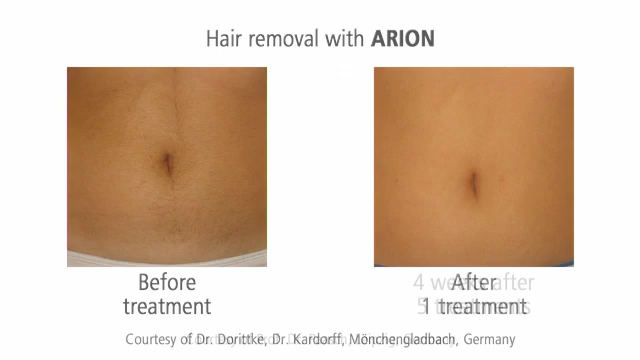 Hair removal with ARION
Before
treatment
After
1 treatment
Courtesy of Dr. Dorittke, Dr. Kardorff, Mönchengladbach, Germany